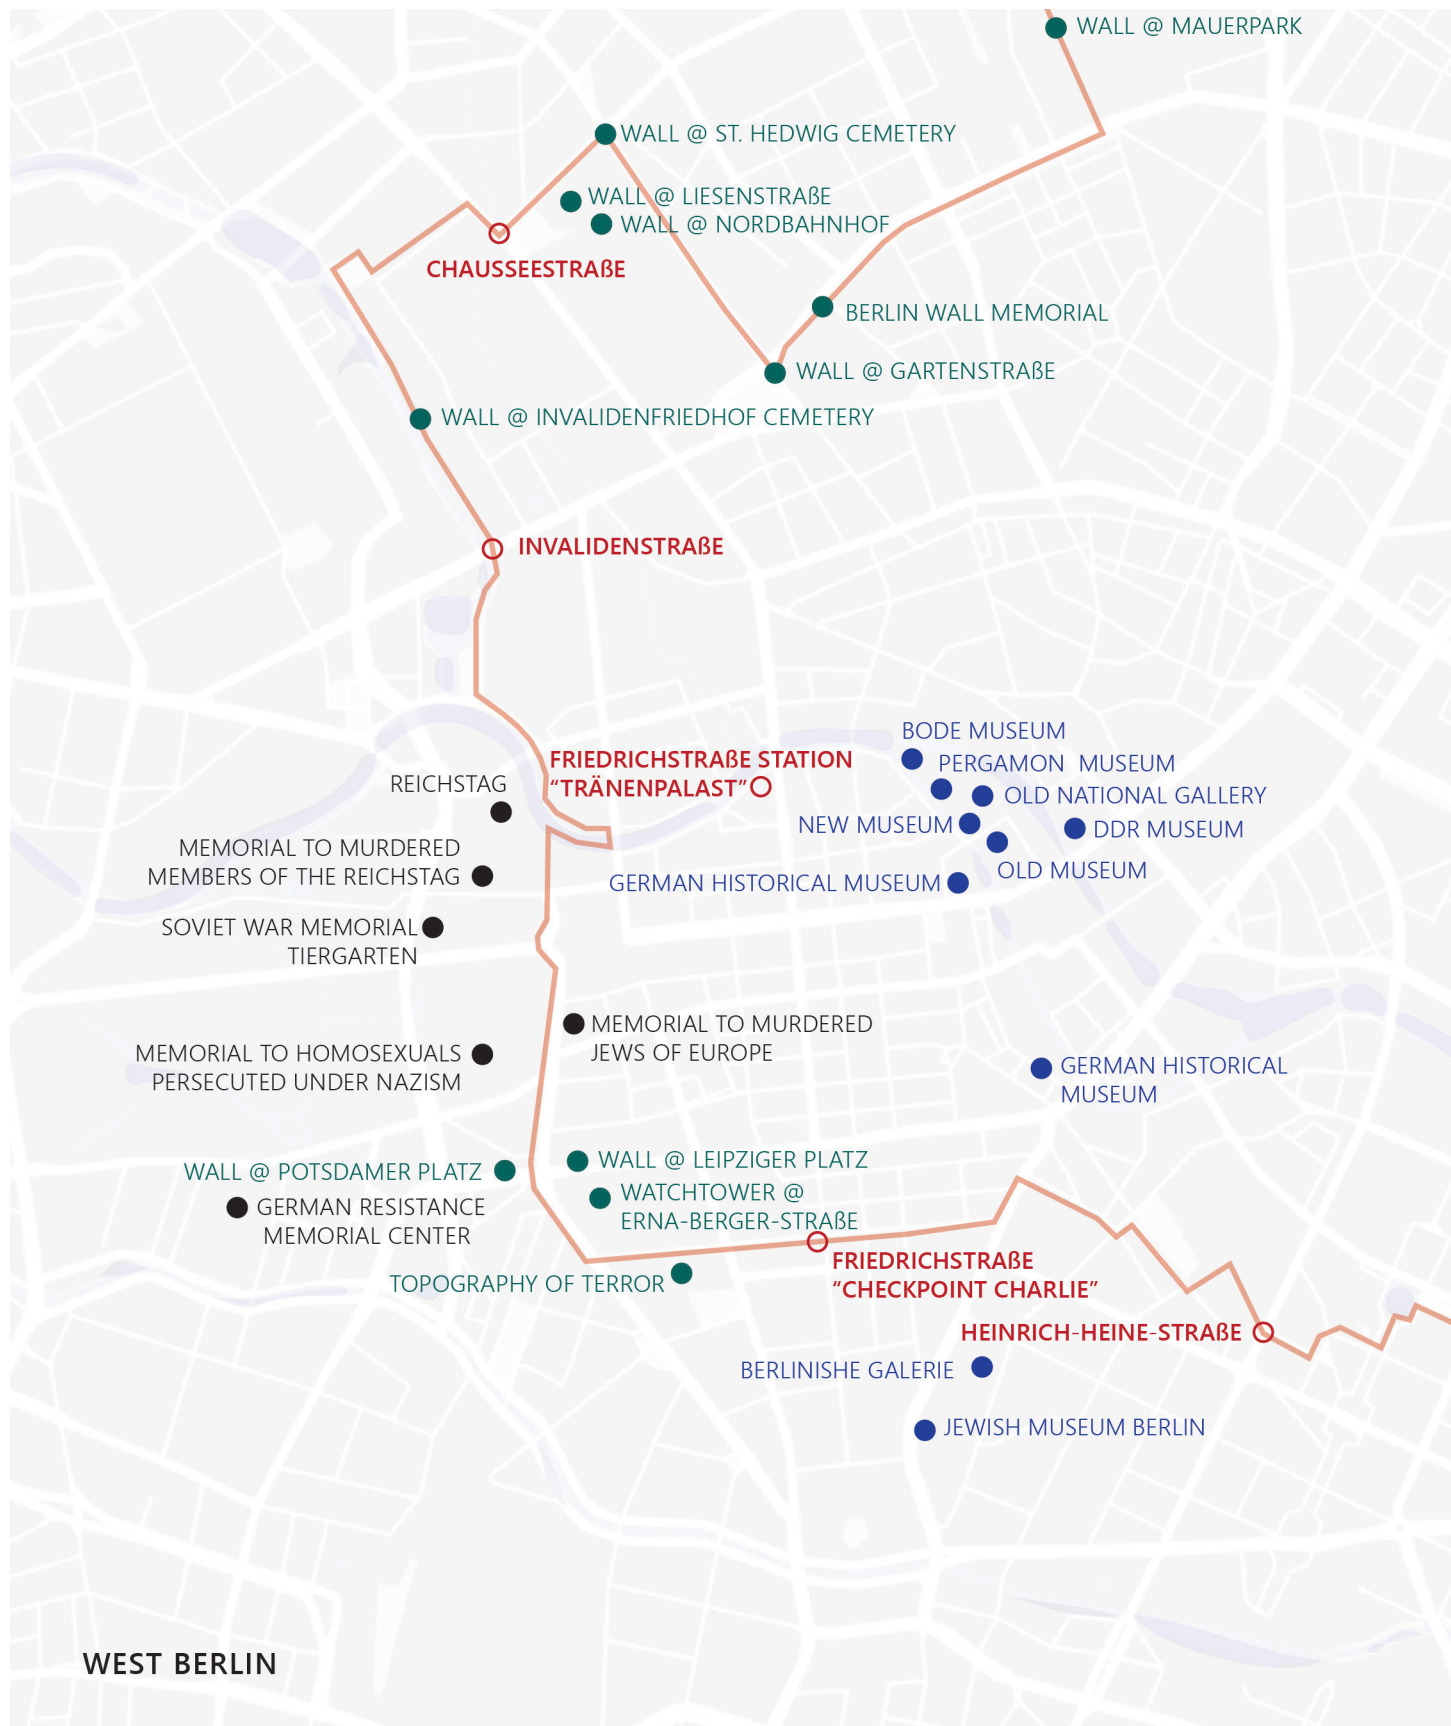 WALL @ MAUERPARK
WALL @ ST. HEDWIG CEMETERY
WALL @ LIESENSTRAßE
WALL @ NORDBAHNHOF
CHAUSSEESTRAßE
BERLIN WALL MEMORIAL
WALL @ GARTENSTRAßE
WALL @ INVALIDENFRIEDHOF CEMETERY
INVALIDENSTRAßE
BODE MUSEUM
FRIEDRICHSTRAßE STATION
“TRÄNENPALAST”
PERGAMON MUSEUM
REICHSTAG
OLD NATIONAL GALLERY
NEW MUSEUM
DDR MUSEUM
MEMORIAL TO MURDERED
MEMBERS OF THE REICHSTAG
OLD MUSEUM
GERMAN HISTORICAL MUSEUM
SOVIET WAR MEMORIAL
TIERGARTEN
MEMORIAL TO MURDERED
JEWS OF EUROPE
MEMORIAL TO HOMOSEXUALS
PERSECUTED UNDER NAZISM
GERMAN HISTORICAL
MUSEUM
WALL @ POTSDAMER PLATZ
WALL @ LEIPZIGER PLATZ
WATCHTOWER @
ERNA-BERGER-STRAßE
GERMAN RESISTANCE
MEMORIAL CENTER
FRIEDRICHSTRAßE
“CHECKPOINT CHARLIE”
TOPOGRAPHY OF TERROR
HEINRICH-HEINE-STRAßE
BERLINISHE GALERIE
JEWISH MUSEUM BERLIN
WEST BERLIN